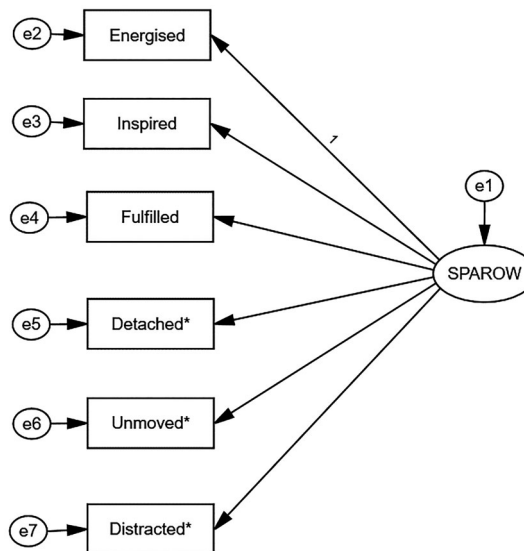 e2
Energised
1
e3
Inspired
e1
e4
Fulfilled
SPAROW
e5
Detached*
e6
Unmoved*
e7
Distracted*